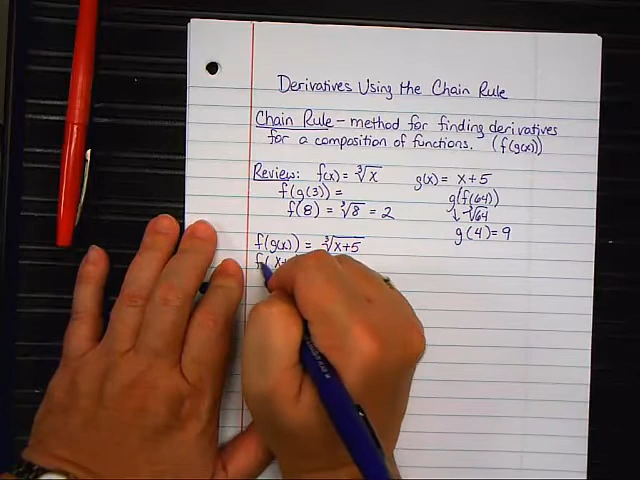 Derivatives Using the Chain Rule
Chain Rule - method for finding derivatives
for a composition of functions. (f(g(x)))
Review: f(x) = ∛x g(x) = x+5
f(g(3)) = g(f(64))
f(8) = ∛8 = 2 ↓ ∛64
g(4)=9
f(g(x)) = ∛x+5
f(x+